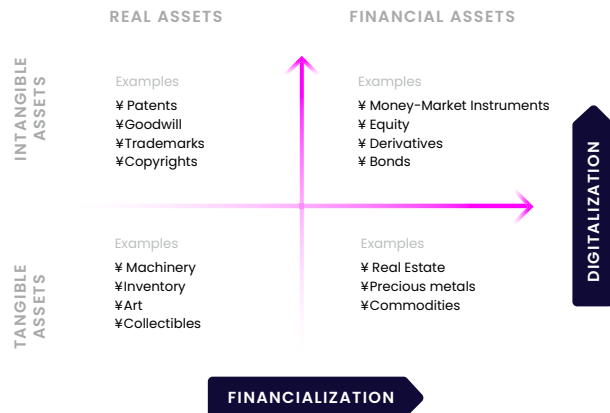 REAL ASSETS
FINANCIAL ASSETS
INTANGIBLE
ASSETS
Examples
¥ Patents
¥Goodwill
¥Trademarks
¥Copyrights
Examples
¥ Money-Market Instruments
¥ Equity
¥ Derivatives
¥ Bonds
DIGITALIZATION
TANGIBLE
ASSETS
Examples
¥ Machinery
¥Inventory
¥Art
¥Collectibles
Examples
¥ Real Estate
¥Precious metals
¥Commodities
FINANCIALIZATION